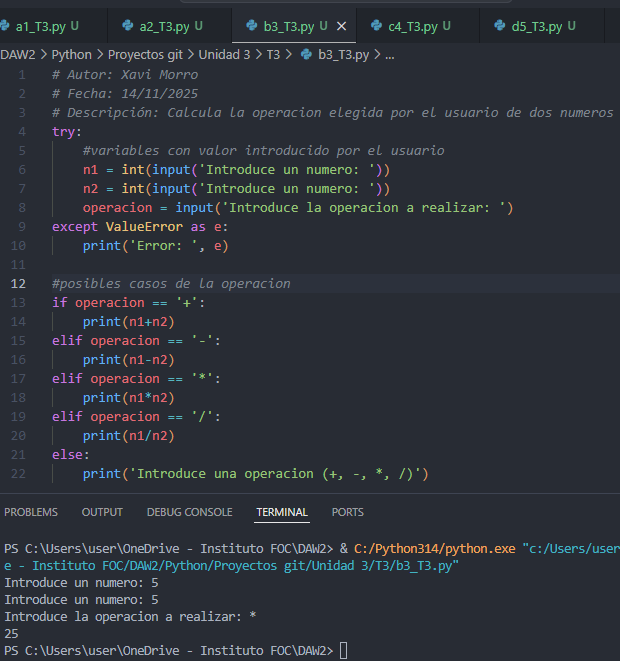 a1_T3.py U a2_T3.py U b3_T3.py U c4_T3.py U d5_T3.py U
DAW2 > Python > Proyectos git > Unidad 3 > T3 > b3_T3.py > ...
1 # Autor: Xavi Morro
2 # Fecha: 14/11/2025
3 # Descripción: Calcula la operacion elegida por el usuario de dos numeros
4 try:
5 #variables con valor introducido por el usuario
6 n1 = int(input('Introduce un numero: '))
7 n2 = int(input('Introduce un numero: '))
8 operacion = input('Introduce la operacion a realizar: ')
9 except ValueError as e:
10 print('Error: ', e)
11
12 #posibles casos de la operacion
13 if operacion == '+':
14 print(n1+n2)
15 elif operacion == '-':
16 print(n1-n2)
17 elif operacion == '*':
18 print(n1*n2)
19 elif operacion == '/':
20 print(n1/n2)
21 else:
22 print('Introduce una operacion (+, -, *, /)')
PROBLEMS OUTPUT DEBUG CONSOLE TERMINAL PORTS
PS C:\Users\user\OneDrive - Instituto FOC\DAW2> & C:/Python314/python.exe "c:/Users/user
e - Instituto FOC/DAW2/Python/Proyectos git/Unidad 3/T3/b3_T3.py"
Introduce un numero: 5
Introduce un numero: 5
Introduce la operacion a realizar: *
25
PS C:\Users\user\OneDrive - Instituto FOC\DAW2>